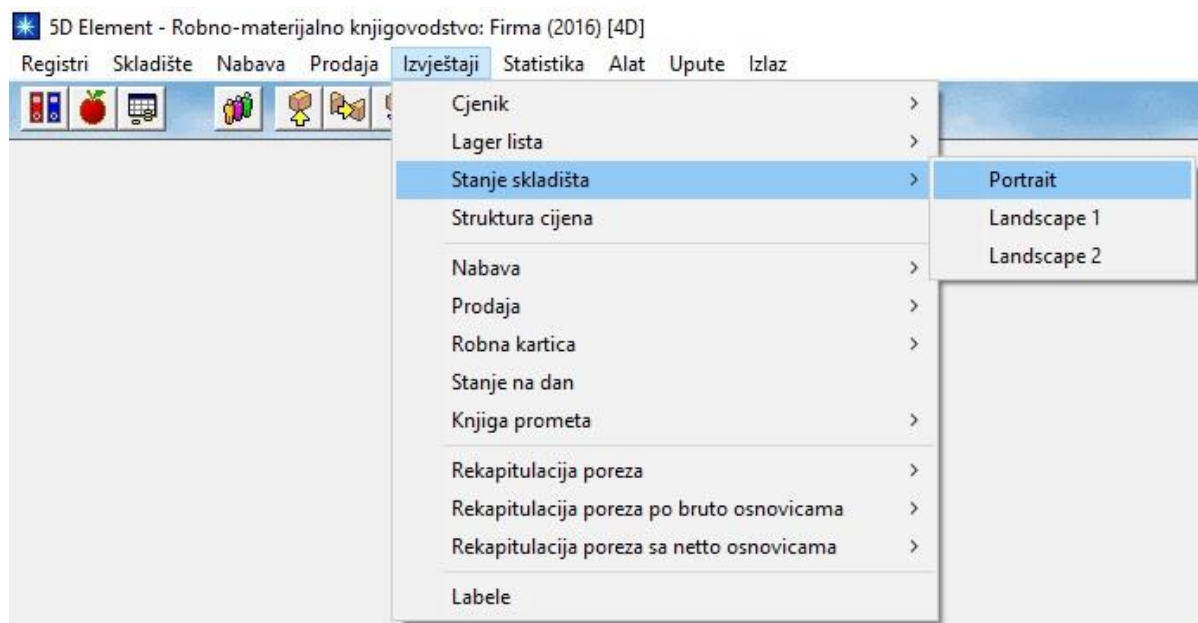 5D Element - Robno-materijalno knjigovodstvo: Firma (2016) [4D]
Registri Skladište Nabava Prodaja Izvještaji Statistika Alat Upute Izlaz
Cjenik
Lager lista
Stanje skladišta
Portrait
Struktura cijena
Landscape 1
Landscape 2
Nabava
Prodaja
Robna kartica
Stanje na dan
Knjiga prometa
Rekapitulacija poreza
Rekapitulacija poreza po bruto osnovicama
Rekapitulacija poreza sa netto osnovicama
Labele